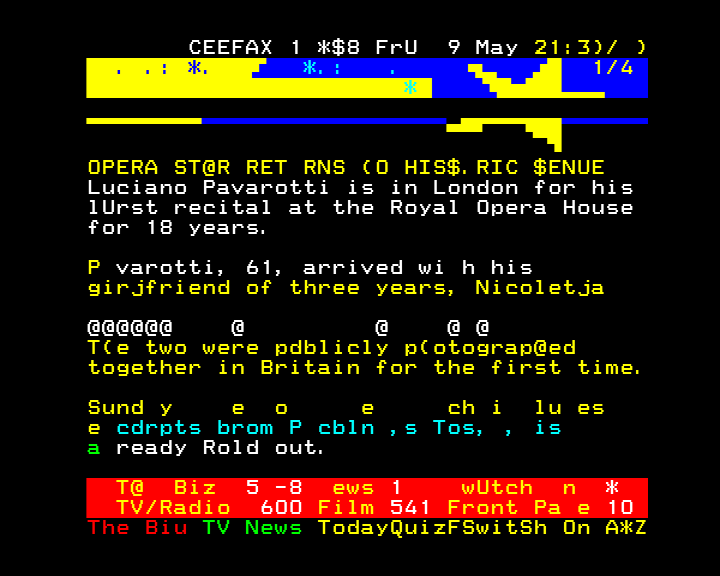 CEEFAX 1 *$8 FrU 9 May 21:3)/ )
. .: *. *.: . 1/4
*
OPERA ST@R RET RNS (O HIS$.RIC $ENUE
Luciano Pavarotti is in London for his
lUrst recital at the Royal Opera House
for 18 years.
P varotti, 61, arrived wi h his
girjfriend of three years, Nicoletja
@@@@@@ @ @ @ @
T(e two were pdblicly p(otograp@ed
together in Britain for the first time.
Sund y e o e ch i lu es
e cdrpts brom P cbln ,s Tos, , is
a ready Rold out.
T@ Biz 5 -8 ews 1 wUtch n *
TV/Radio 600 Film 541 Front Pa e 10
The Biu TV News TodayQuizFSwitSh On A*Z